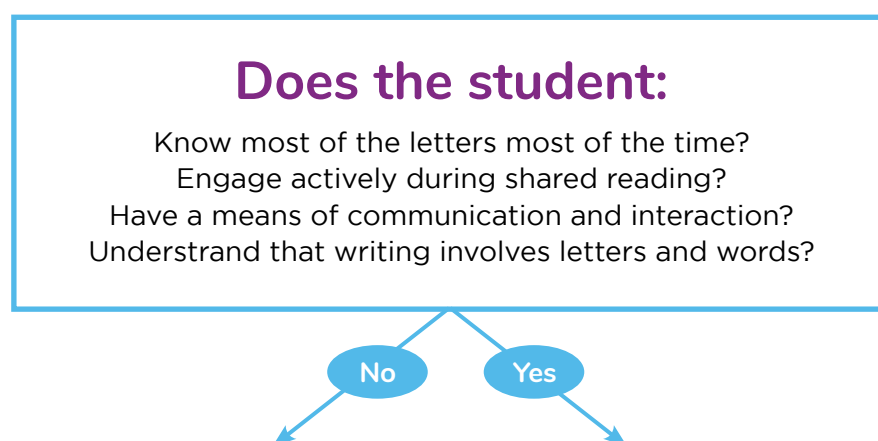 Does the student:
Know most of the letters most of the time?
Engage actively during shared reading?
Have a means of communication and interaction?
Understrand that writing involves letters and words?
No Yes